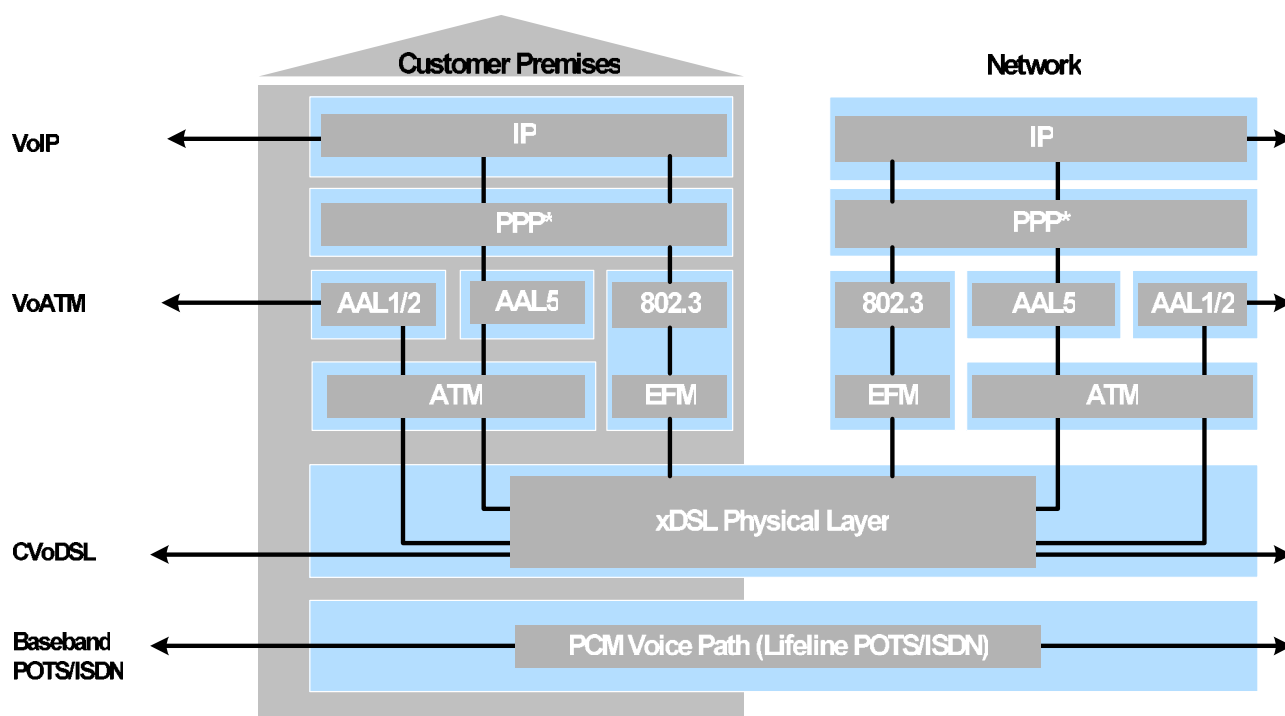 Customer Premises
Network
VoIP
IP
IP
PPP*
PPP*
VoATM
AAL1/2
AAL5
802.3
802.3
AAL5
AAL1/2
ATM
EFM
EFM
ATM
xDSL Physical Layer
CVoDSL
Baseband
POTS/ISDN
PCM Voice Path (Lifeline POTS/ISDN)